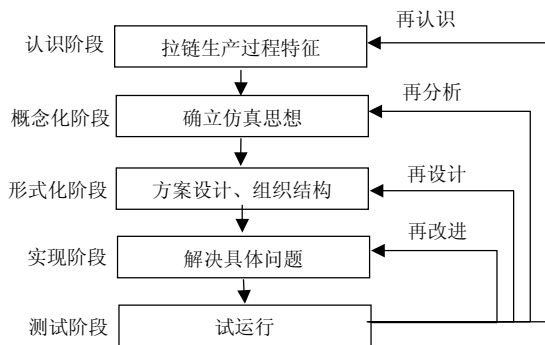 再认识
认识阶段 拉链生产过程特征
再分析
概念化阶段 确立仿真思想
再设计
形式化阶段 方案设计、组织结构
再改进
实现阶段 解决具体问题
测试阶段 试运行